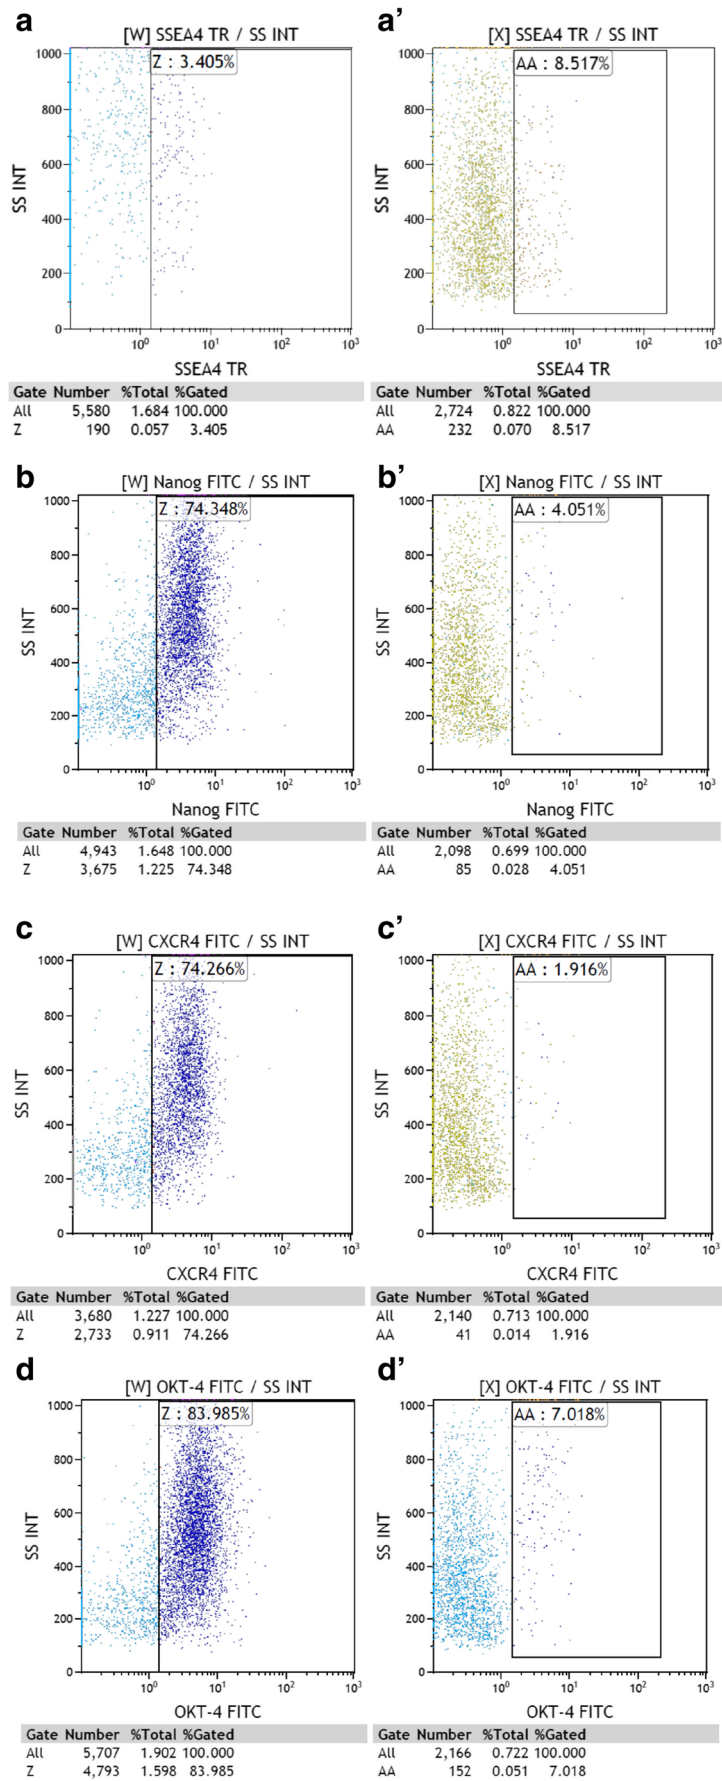 a
[W] SSEA4 TR / SS INT
Z : 3.405%
1000
800
600
400
200
0
SS INT
10⁰ 10¹ 10² 10³
SSEA4 TR
Gate Number %Total %Gated
All 5,580 1.684 100.000
Z 190 0.057 3.405
a’
[X] SSEA4 TR / SS INT
AA : 8.517%
1000
800
600
400
200
0
SS INT
10⁰ 10¹ 10² 10³
SSEA4 TR
Gate Number %Total %Gated
All 2,724 0.822 100.000
AA 232 0.070 8.517
b
[W] Nanog FITC / SS INT
Z : 74.348%
1000
800
600
400
200
0
SS INT
10⁰ 10¹ 10² 10³
Nanog FITC
Gate Number %Total %Gated
All 4,943 1.648 100.000
Z 3,675 1.225 74.348
b’
[X] Nanog FITC / SS INT
AA : 4.051%
1000
800
600
400
200
0
SS INT
10⁰ 10¹ 10² 10³
Nanog FITC
Gate Number %Total %Gated
All 2,098 0.699 100.000
AA 85 0.028 4.051
c
[W] CXCR4 FITC / SS INT
Z : 74.266%
1000
800
600
400
200
0
SS INT
10⁰ 10¹ 10² 10³
CXCR4 FITC
Gate Number %Total %Gated
All 3,680 1.227 100.000
Z 2,733 0.911 74.266
c’
[X] CXCR4 FITC / SS INT
AA : 1.916%
1000
800
600
400
200
0
SS INT
10⁰ 10¹ 10² 10³
CXCR4 FITC
Gate Number %Total %Gated
All 2,140 0.713 100.000
AA 41 0.014 1.916
d
[W] OKT-4 FITC / SS INT
Z : 83.985%
1000
800
600
400
200
0
SS INT
10⁰ 10¹ 10² 10³
OKT-4 FITC
Gate Number %Total %Gated
All 5,707 1.902 100.000
Z 4,793 1.598 83.985
d’
[X] OKT-4 FITC / SS INT
AA : 7.018%
1000
800
600
400
200
0
SS INT
10⁰ 10¹ 10² 10³
OKT-4 FITC
Gate Number %Total %Gated
All 2,166 0.722 100.000
AA 152 0.051 7.018